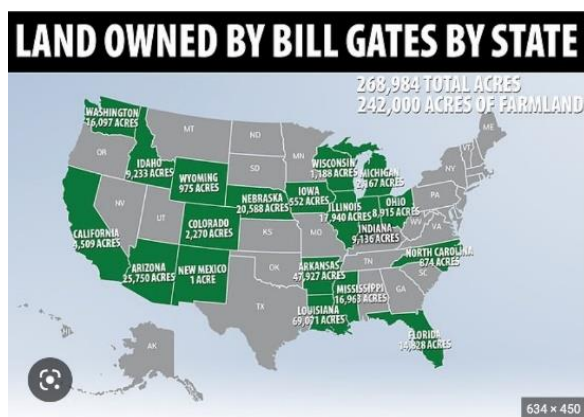 LAND OWNED BY BILL GATES BY STATE
268,984 TOTAL ACRES
242,000 ACRES OF FARMLAND
WASHINGTON
16,097 ACRES
MT
ND
MN
ME
VT
OR
IDAHO
9,233 ACRES
SD
WISCONSIN
1,188 ACRES
MICHIGAN
2,167 ACRES
NY
WYOMING
975 ACRES
NEBRASKA
20,588 ACRES
IOWA
552 ACRES
ILLINOIS
17,940 ACRES
OHIO
8,915 ACRES
PA
NV
UT
COLORADO
2,270 ACRES
KS
MO
INDIANA
9,136 ACRES
WV
VA
CALIFORNIA
4,509 ACRES
ARIZONA
25,750 ACRES
NEW MEXICO
1 ACRE
OK
ARKANSAS
47,927 ACRES
TN
NORTH CAROLINA
874 ACRES
SC
MISSISSIPPI
16,963 ACRES
GA
TX
LOUISIANA
69,071 ACRES
FLORIDA
14,828 ACRES
AK
634 × 450